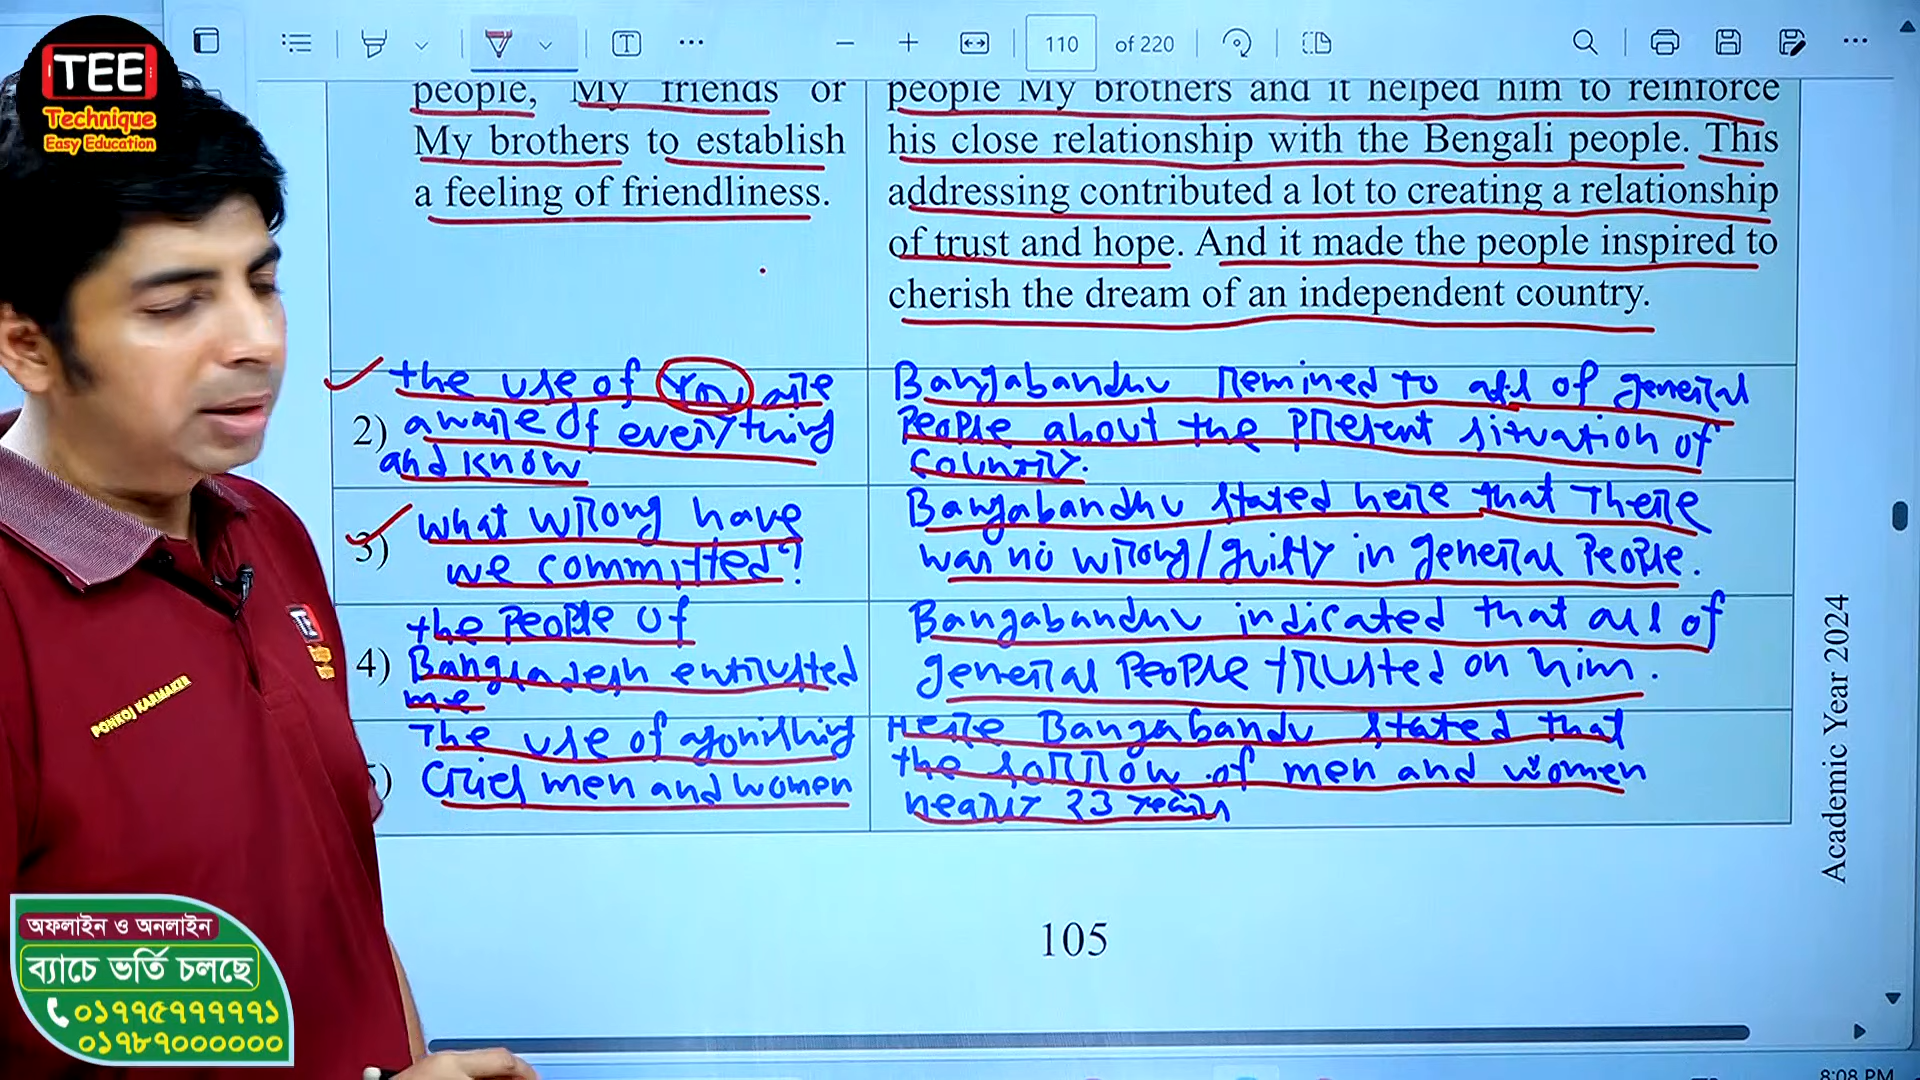 TEE
Technique
Easy Education
110 of 220
people, My friends or
My brothers to establish
a feeling of friendliness.
people My brothers and it helped him to reinforce
his close relationship with the Bengali people. This
addressing contributed a lot to creating a relationship
of trust and hope. And it made the people inspired to
cherish the dream of an independent country.
2)
the use of You are
aware of everything
and know
Bangabandhu remined to all of general
People about the present situation of
country.
3)
what wrong have
we committed?
Bangabandhu stated here that There
was no wrong/guilty in general People.
4)
the People of
Bangladesh entrusted
me
Bangabandhu indicated that all of
general People trusted on him.
5)
The use of agonishing
Cries men and women
Here Bangabandu stated that
the sorrow of men and women
nearly 23 years
105
Academic Year 2024
TEE
PONKOJ KARMAKER
অফলাইন ও অনলাইন
ব্যাচে ভর্তি চলছে
০১৭৭৫৭৭৭৭৭১
০১৭৮৭০০০০০০
8:08 PM